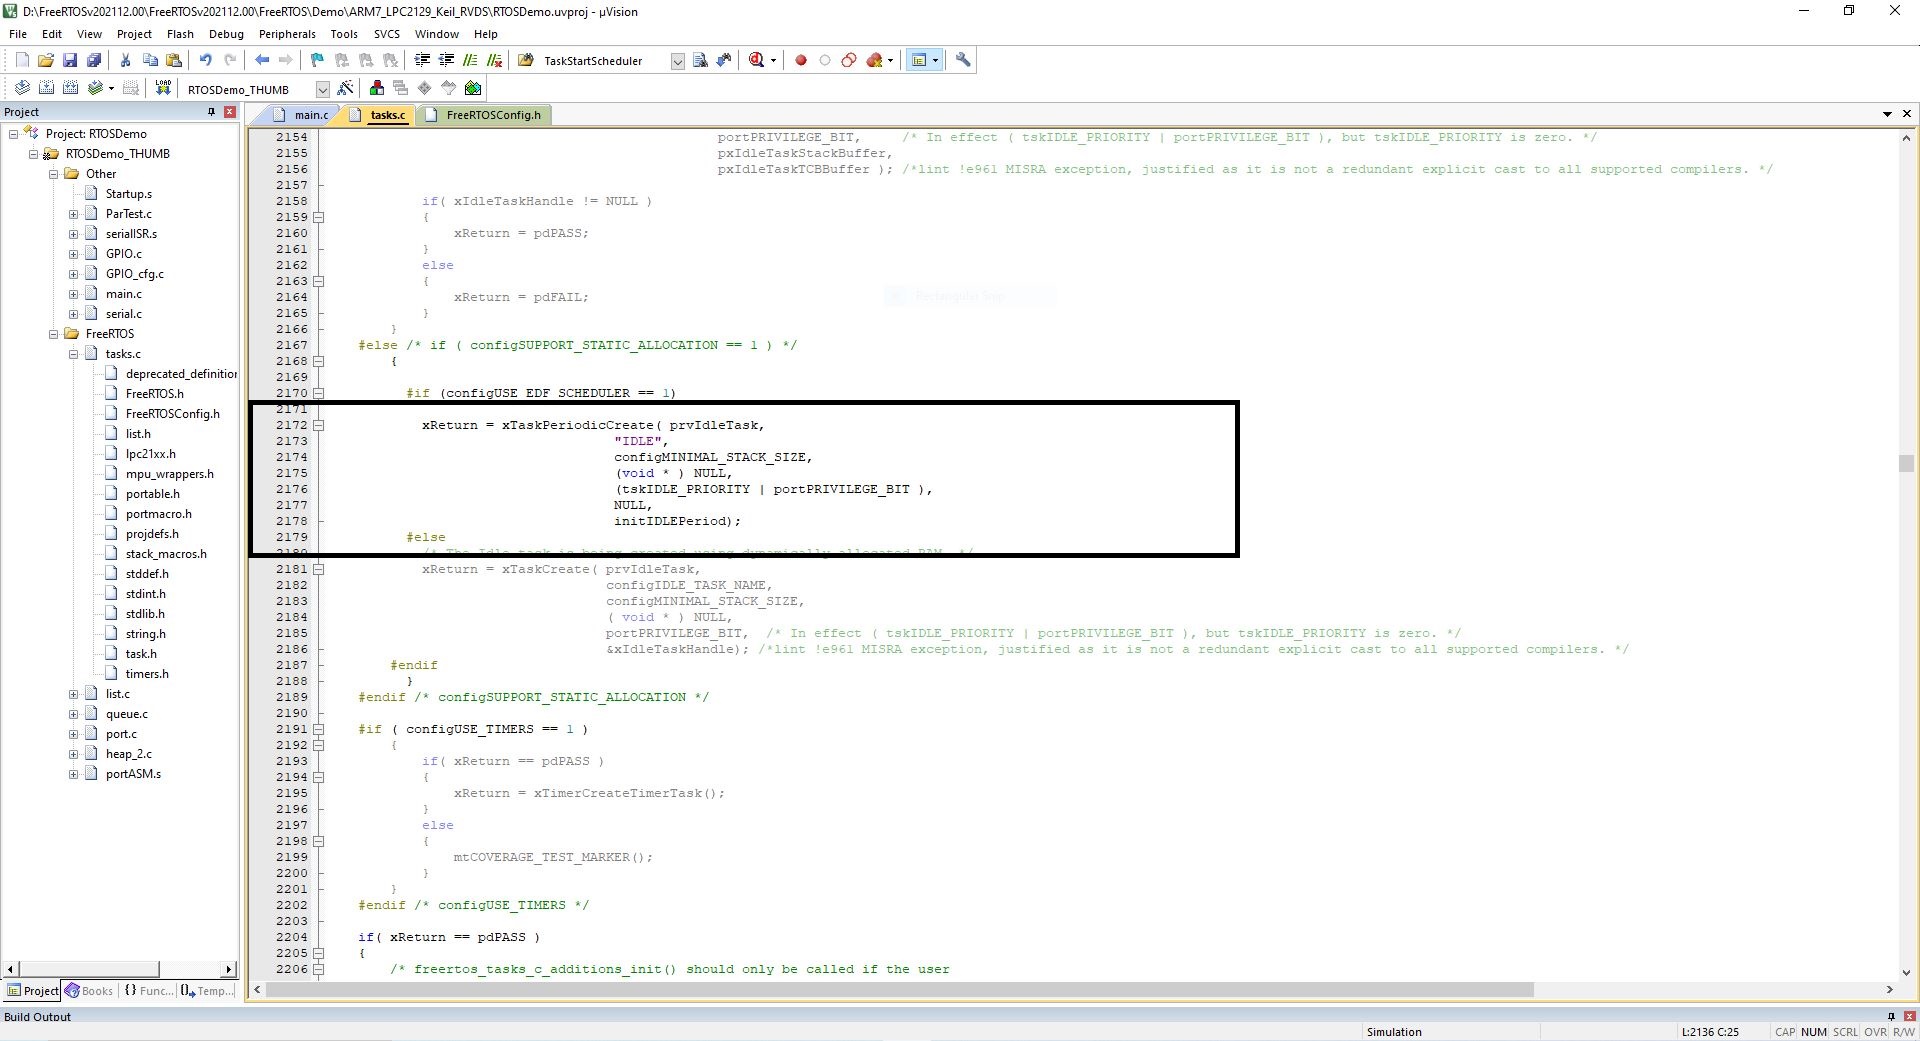 D:\FreeRTOSv202112.00\FreeRTOSv202112.00\FreeRTOS\Demo\ARM7_LPC2129_Keil_RVDS\RTOSDemo.uvproj - µVision
File Edit View Project Flash Debug Peripherals Tools SVCS Window Help
TaskStartScheduler
LOAD RTOSDemo_THUMB
Project
Project: RTOSDemo
RTOSDemo_THUMB
Other
Startup.s
ParTest.c
serialISR.s
GPIO.c
GPIO_cfg.c
main.c
serial.c
FreeRTOS
tasks.c
deprecated_definition
FreeRTOS.h
FreeRTOSConfig.h
list.h
lpc21xx.h
mpu_wrappers.h
portable.h
portmacro.h
projdefs.h
stack_macros.h
stddef.h
stdint.h
stdlib.h
string.h
task.h
timers.h
list.c
queue.c
port.c
heap_2.c
portASM.s
Project Books {} Func... Temp...
main.c tasks.c FreeRTOSConfig.h
2154 portPRIVILEGE_BIT, /* In effect ( tskIDLE_PRIORITY | portPRIVILEGE_BIT ), but tskIDLE_PRIORITY is zero. */
2155 pxIdleTaskStackBuffer,
2156 pxIdleTaskTCBBuffer ); /*lint !e961 MISRA exception, justified as it is not a redundant explicit cast to all supported compilers. */
2157
2158 if( xIdleTaskHandle != NULL )
2159 {
2160 xReturn = pdPASS;
2161 }
2162 else
2163 {
2164 xReturn = pdFAIL;
Rectangular Snip
2165 }
2166 }
2167 #else /* if ( configSUPPORT_STATIC_ALLOCATION == 1 ) */
2168 {
2169
2170 #if (configUSE_EDF_SCHEDULER == 1)
2171
2172 xReturn = xTaskPeriodicCreate( prvIdleTask,
2173 "IDLE",
2174 configMINIMAL_STACK_SIZE,
2175 (void * ) NULL,
2176 (tskIDLE_PRIORITY | portPRIVILEGE_BIT ),
2177 NULL,
2178 initIDLEPeriod);
2179 #else
2180 /* The Idle task is being created using dynamically allocated RAM. */
2181 xReturn = xTaskCreate( prvIdleTask,
2182 configIDLE_TASK_NAME,
2183 configMINIMAL_STACK_SIZE,
2184 ( void * ) NULL,
2185 portPRIVILEGE_BIT, /* In effect ( tskIDLE_PRIORITY | portPRIVILEGE_BIT ), but tskIDLE_PRIORITY is zero. */
2186 &xIdleTaskHandle); /*lint !e961 MISRA exception, justified as it is not a redundant explicit cast to all supported compilers. */
2187 #endif
2188 }
2189 #endif /* configSUPPORT_STATIC_ALLOCATION */
2190
2191 #if ( configUSE_TIMERS == 1 )
2192 {
2193 if( xReturn == pdPASS )
2194 {
2195 xReturn = xTimerCreateTimerTask();
2196 }
2197 else
2198 {
2199 mtCOVERAGE_TEST_MARKER();
2200 }
2201 }
2202 #endif /* configUSE_TIMERS */
2203
2204 if( xReturn == pdPASS )
2205 {
2206 /* freertos_tasks_c_additions_init() should only be called if the user
Build Output
Simulation L:2136 C:25 CAP NUM SCRL OVR R/W